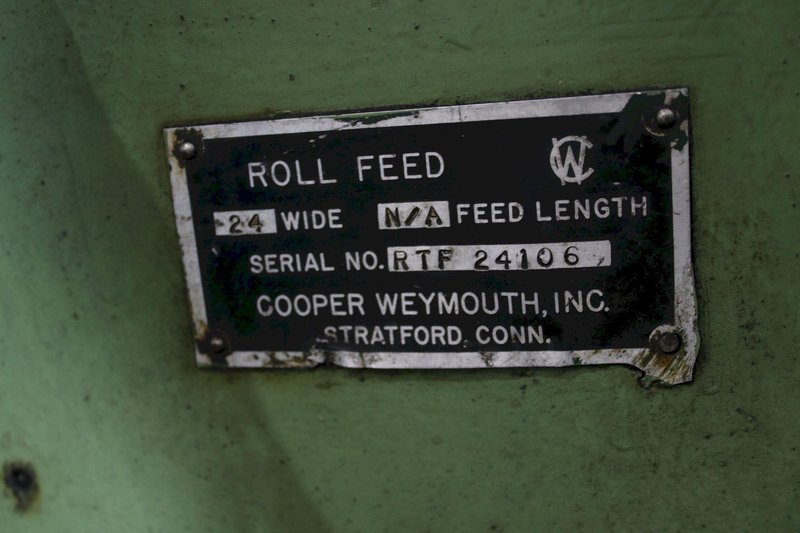 ROLL FEED CW
24 WIDE N/A FEED LENGTH
SERIAL NO. RTF 24106
COOPER WEYMOUTH, INC.
STRATFORD, CONN.